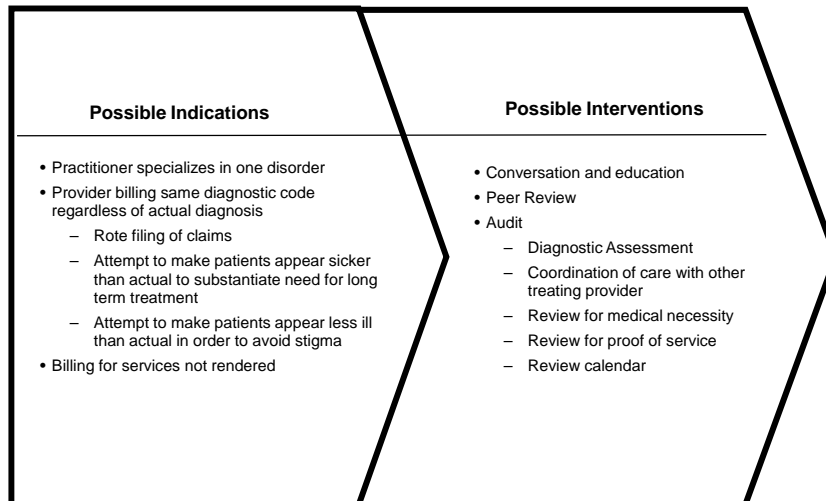 Possible Indications
• Practitioner specializes in one disorder
• Provider billing same diagnostic code
regardless of actual diagnosis
– Rote filing of claims
– Attempt to make patients appear sicker
than actual to substantiate need for long
term treatment
– Attempt to make patients appear less ill
than actual in order to avoid stigma
• Billing for services not rendered
Possible Interventions
• Conversation and education
• Peer Review
• Audit
– Diagnostic Assessment
– Coordination of care with other
treating provider
– Review for medical necessity
– Review for proof of service
– Review calendar